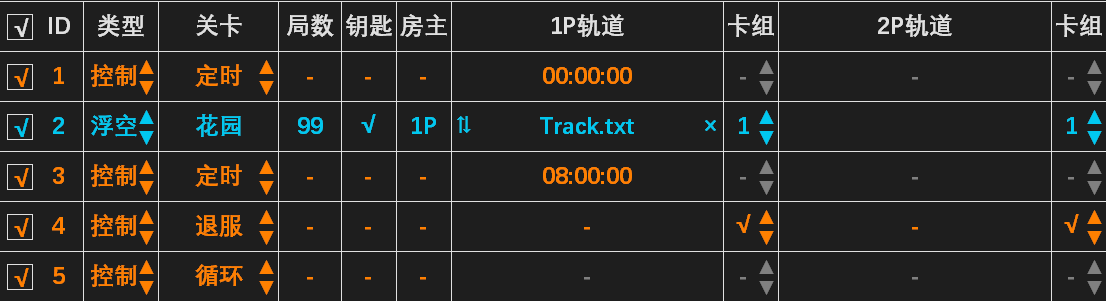 √ ID 类型 关卡 局数 钥匙 房主 1P轨道 卡组 2P轨道 卡组
√ 1 控制▲▼ 定时▲▼ - - - 00:00:00 -▲▼ - -▲▼
√ 2 浮空▲▼ 花园 99 √ 1P ⇅ Track.txt × 1▲▼ 1▲▼
√ 3 控制▲▼ 定时▲▼ - - - 08:00:00 -▲▼ - -▲▼
√ 4 控制▲▼ 退服▲▼ - - - - √▲▼ - √▲▼
√ 5 控制▲▼ 循环▲▼ - - - - -▲▼ - -▲▼